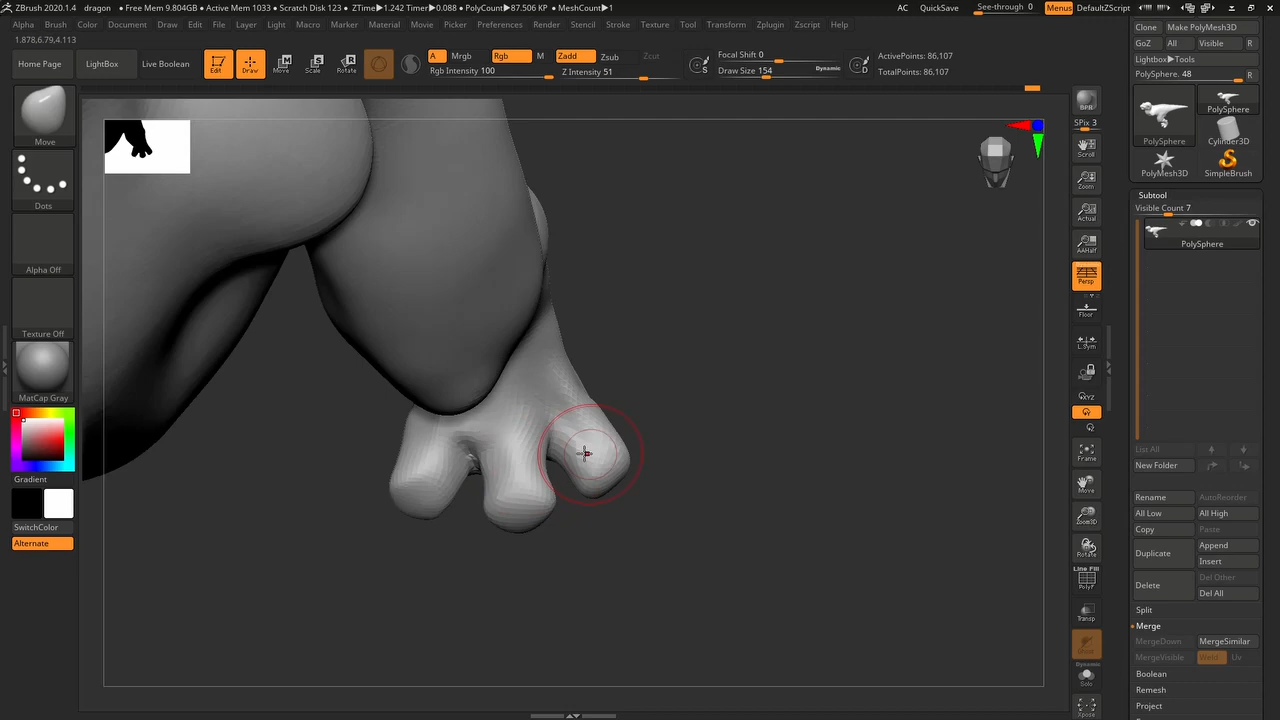 ZBrush 2020.1.4 dragon • Free Mem 9.804GB • Active Mem 1033 • Scratch Disk 123 • ZTime▶1.242 Timer▶0.088 • PolyCount▶87.506 KP • MeshCount▶1 AC QuickSave See-through 0 Menus DefaultZScript
Alpha Brush Color Document Draw Edit File Layer Light Macro Marker Material Movie Picker Preferences Render Stencil Stroke Texture Tool Transform Zplugin Zscript Help
1.878,6.79,4.113
Home Page LightBox Live Boolean Edit Draw Move Scale Rotate
A Mrgb Rgb M Zadd Zsub Zcut
Rgb Intensity 100 Z Intensity 51
Focal Shift 0
Draw Size 154 Dynamic
S D
ActivePoints: 86,107
TotalPoints: 86,107
Move
Dots
Alpha Off
Texture Off
MatCap Gray
Gradient
SwitchColor
Alternate
BPR
SPix 3
Scroll
Zoom
Actual
AAHalf
Persp
Floor
L.Sym
XYZ
Frame
Move
Zoom3D
Rotate
Line Fill
PolyF
Transp
Dynamic
Solo
Xpose
Clone Make PolyMesh3D
GoZ All Visible R
Lightbox▶Tools
PolySphere. 48 R
PolySphere PolySphere
Cylinder3D
PolyMesh3D SimpleBrush
Subtool
Visible Count 7
PolySphere
List All
New Folder
Rename AutoReorder
All Low All High
Copy Paste
Duplicate Append
Insert
Delete Del Other
Del All
Split
Merge
MergeDown MergeSimilar
MergeVisible Weld Uv
Boolean
Remesh
Project